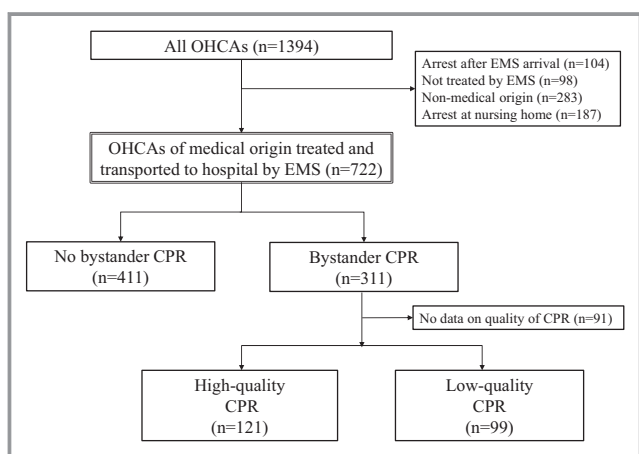 All OHCAs (n=1394)
Arrest after EMS arrival (n=104)
Not treated by EMS (n=98)
Non-medical origin (n=283)
Arrest at nursing home (n=187)
OHCAs of medical origin treated and
transported to hospital by EMS (n=722)
No bystander CPR
(n=411)
Bystander CPR
(n=311)
No data on quality of CPR (n=91)
High-quality
CPR
(n=121)
Low-quality
CPR
(n=99)